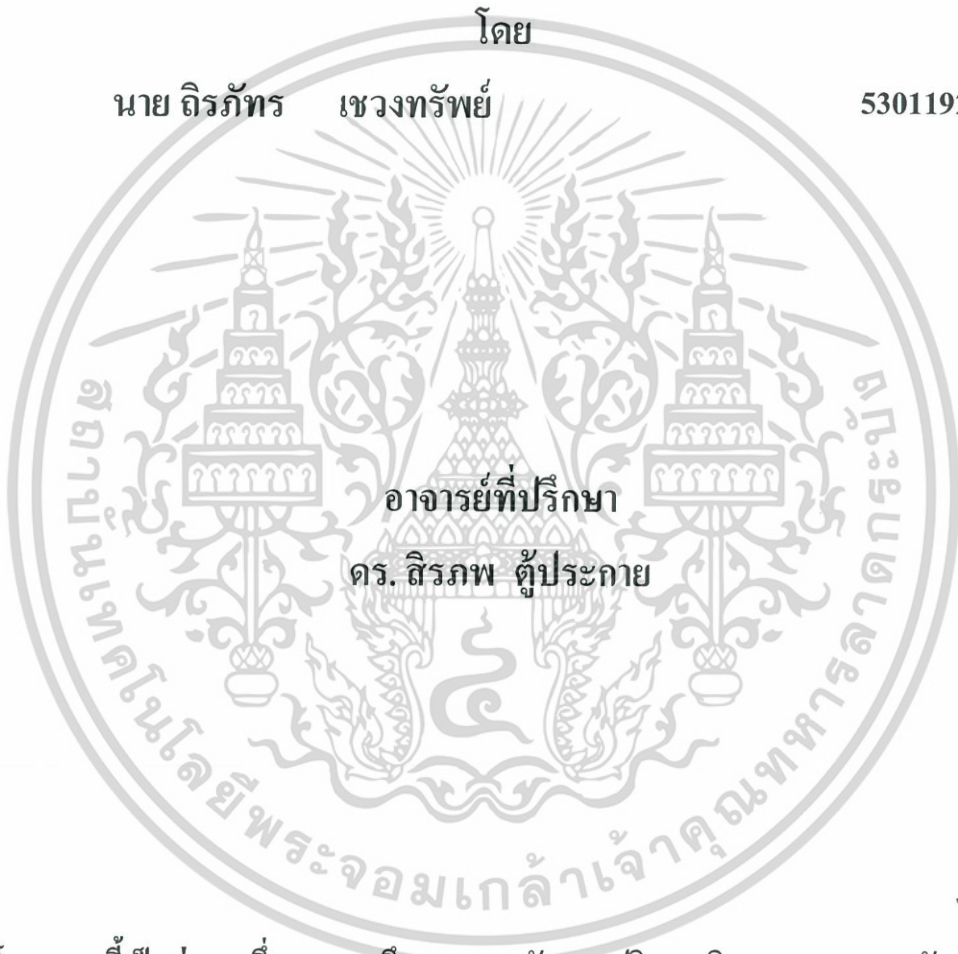 โดย
นาย ถิรภัทร เชวงทรัพย์ 5301192
อาจารย์ที่ปรึกษา
ดร. สิรภพ ตู้ประกาย
สถาบันเทคโนโลยีพระจอมเกล้าเจ้าคุณทหารลาดกระบัง